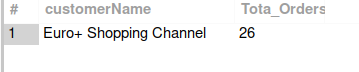 # customerName Tota_Orders
1 Euro+ Shopping Channel 26